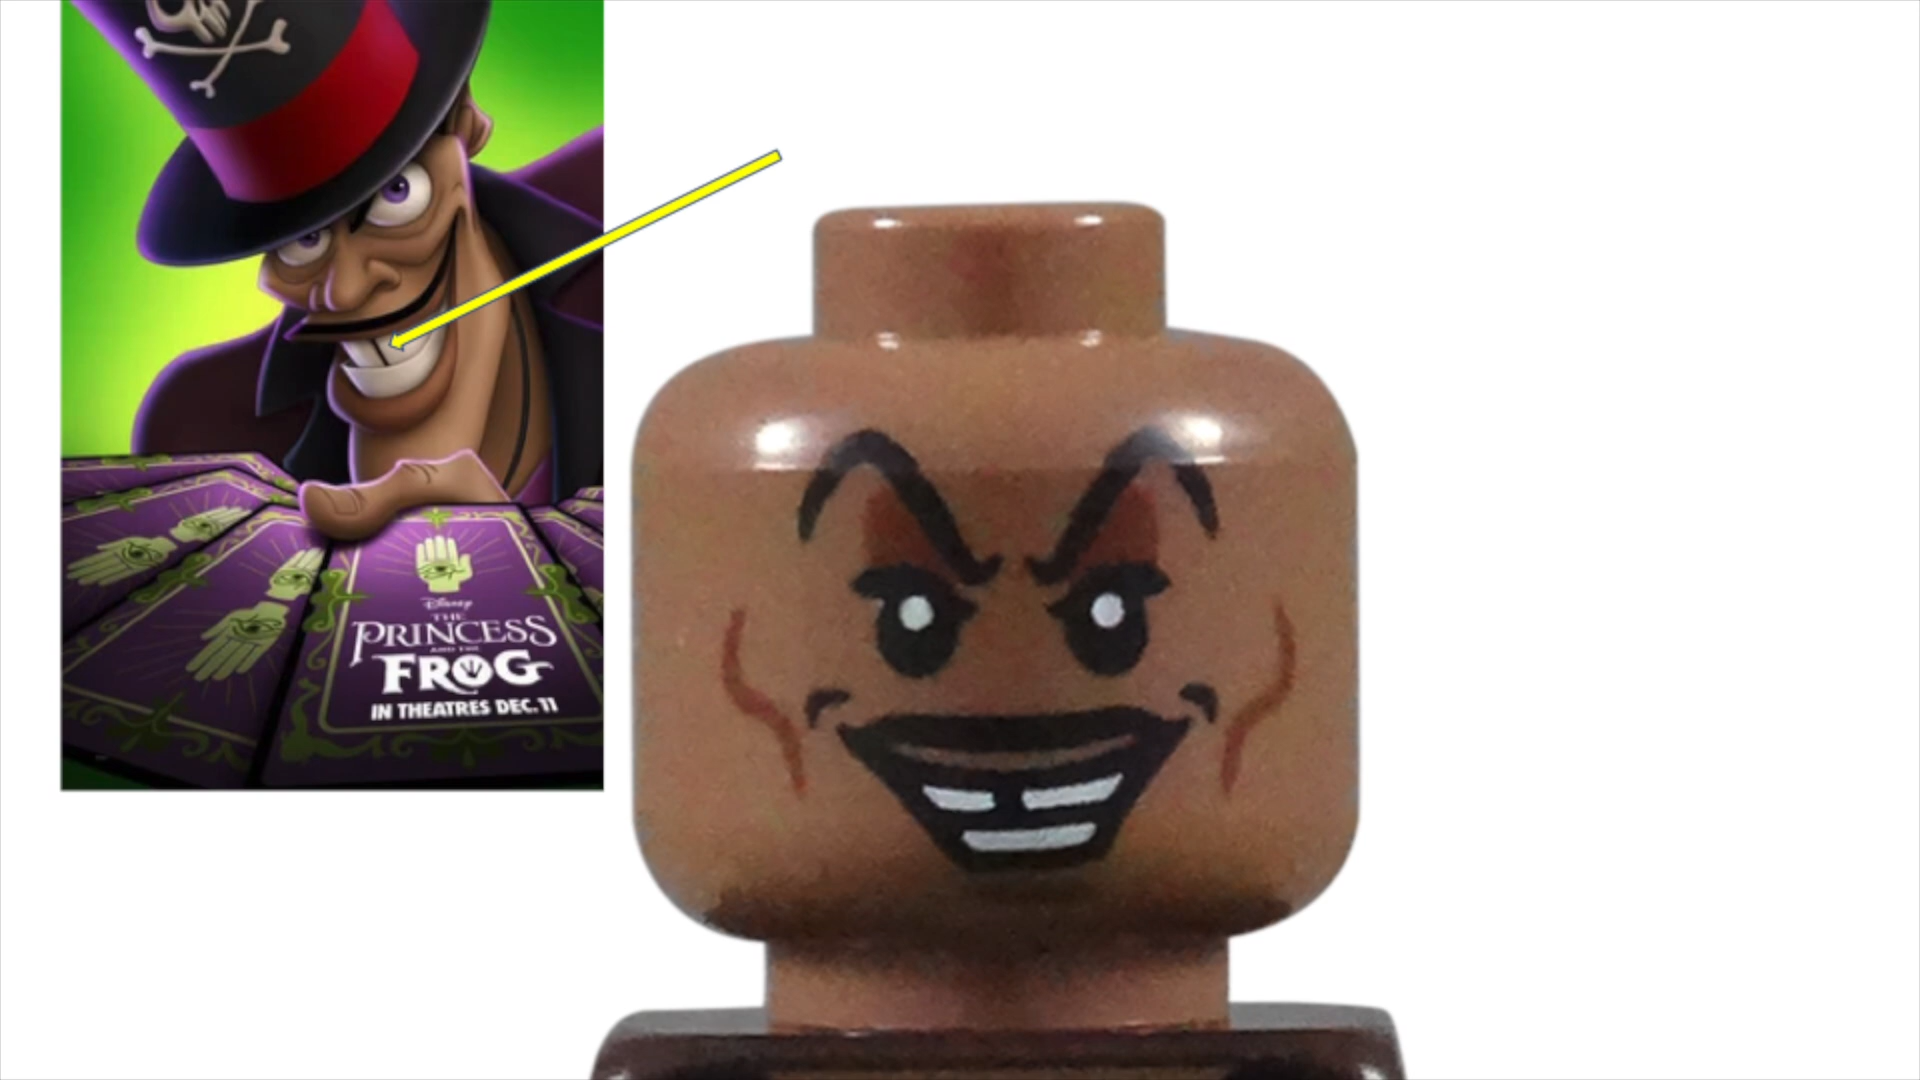 Disney
THE
PRINCESS
AND THE
FROG
IN THEATRES DEC. 11